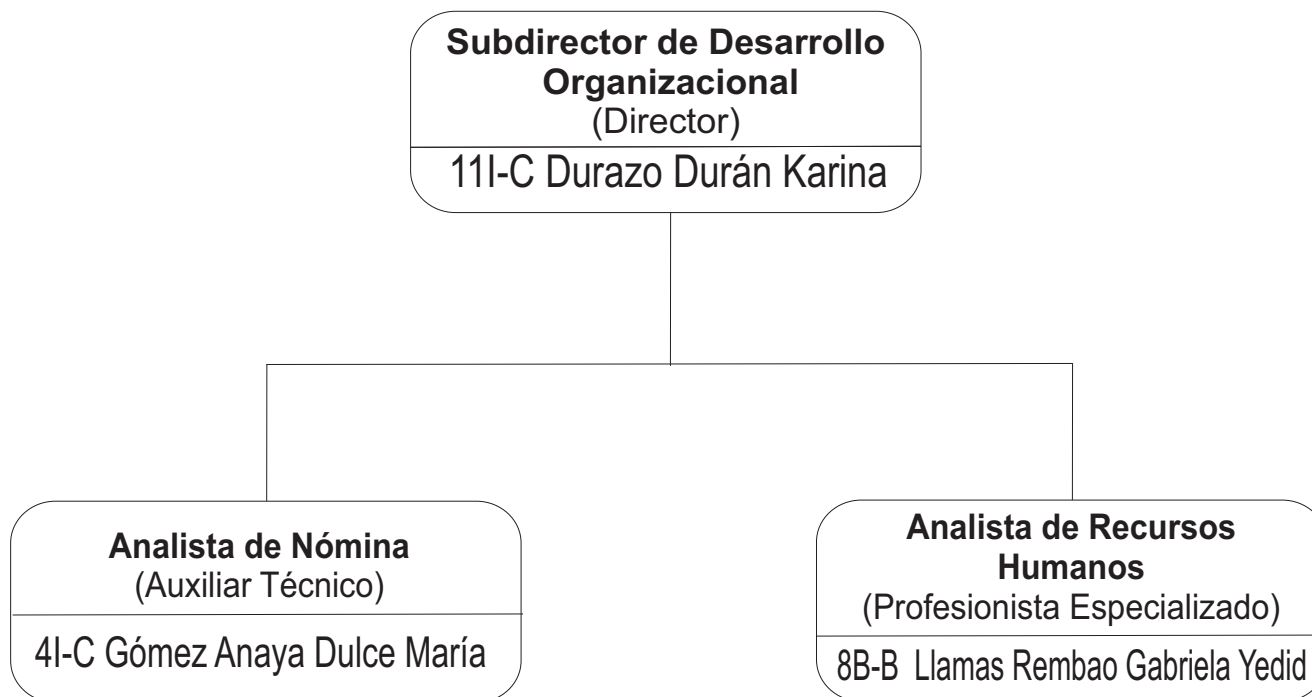 Subdirector de Desarrollo
Organizacional
(Director)
11I-C Durazo Durán Karina
Analista de Nómina
(Auxiliar Técnico)
4I-C Gómez Anaya Dulce María
Analista de Recursos
Humanos
(Profesionista Especializado)
8B-B Llamas Rembao Gabriela Yedid